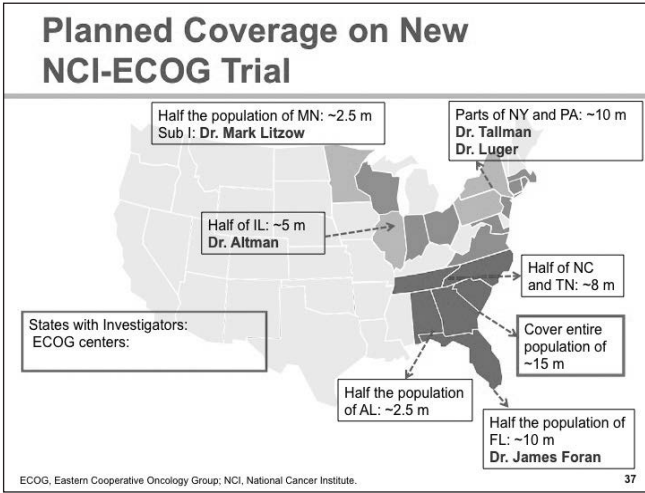 Planned Coverage on New
NCI-ECOG Trial
Half the population of MN: ~2.5 m
Sub I: Dr. Mark Litzow
Parts of NY and PA: ~10 m
Dr. Tallman
Dr. Luger
Half of IL: ~5 m
Dr. Altman
Half of NC
and TN: ~8 m
States with Investigators:
ECOG centers:
Cover entire
population of
~15 m
Half the population
of AL: ~2.5 m
Half the population of
FL: ~10 m
Dr. James Foran
ECOG, Eastern Cooperative Oncology Group; NCI, National Cancer Institute.
37